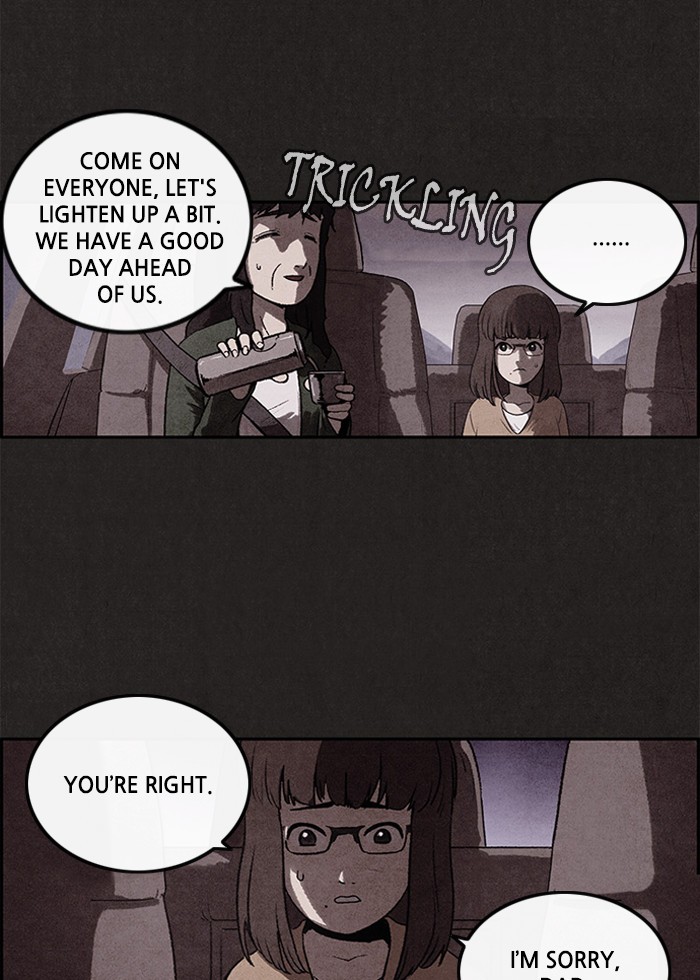 COME ON
EVERYONE, LET'S
LIGHTEN UP A BIT.
WE HAVE A GOOD
DAY AHEAD
OF US.
TRICKLING
......
YOU'RE RIGHT.
I'M SORRY,